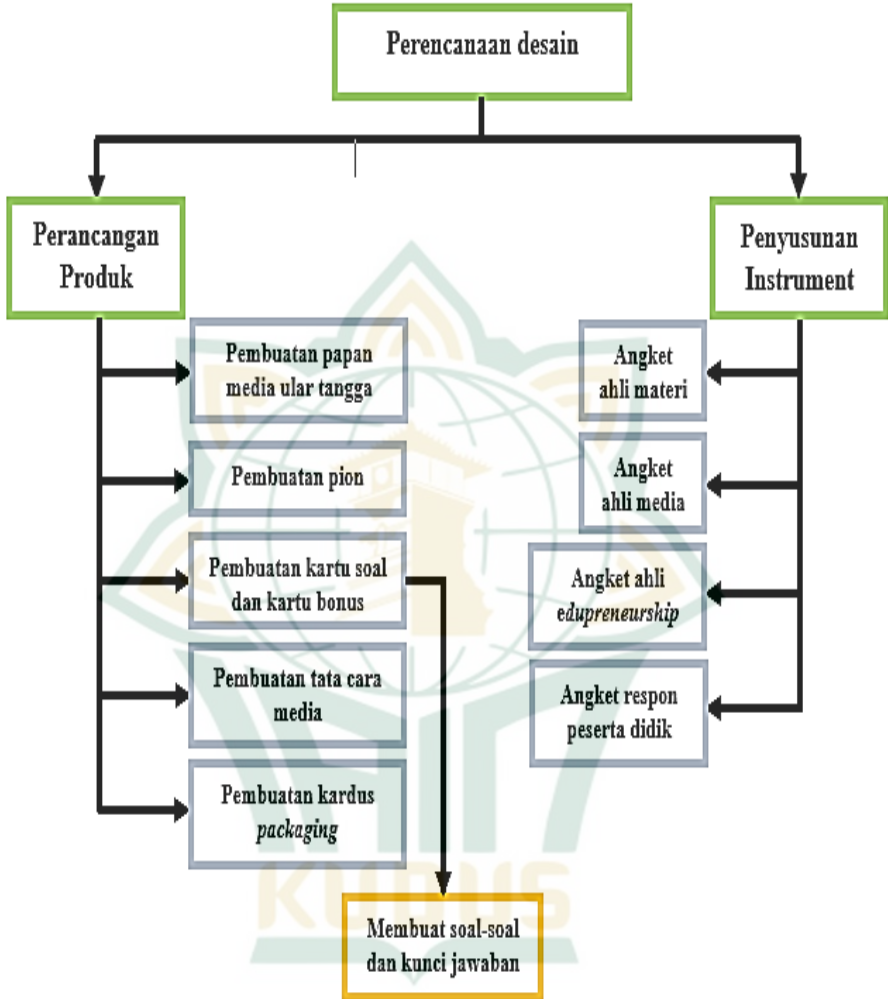 Perencanaan desain
Perancangan
Produk
Pembuatan papan
media ular tangga
Pembuatan pion
Pembuatan kartu soal
dan kartu bonus
Pembuatan tata cara
media
Pembuatan kardus
packaging
Membuat soal-soal
dan kunci jawaban
Penyusunan
Instrument
Angket
ahli materi
Angket
ahli media
Angket ahli
edupreneurship
Angket respon
peserta didik
KUDUS